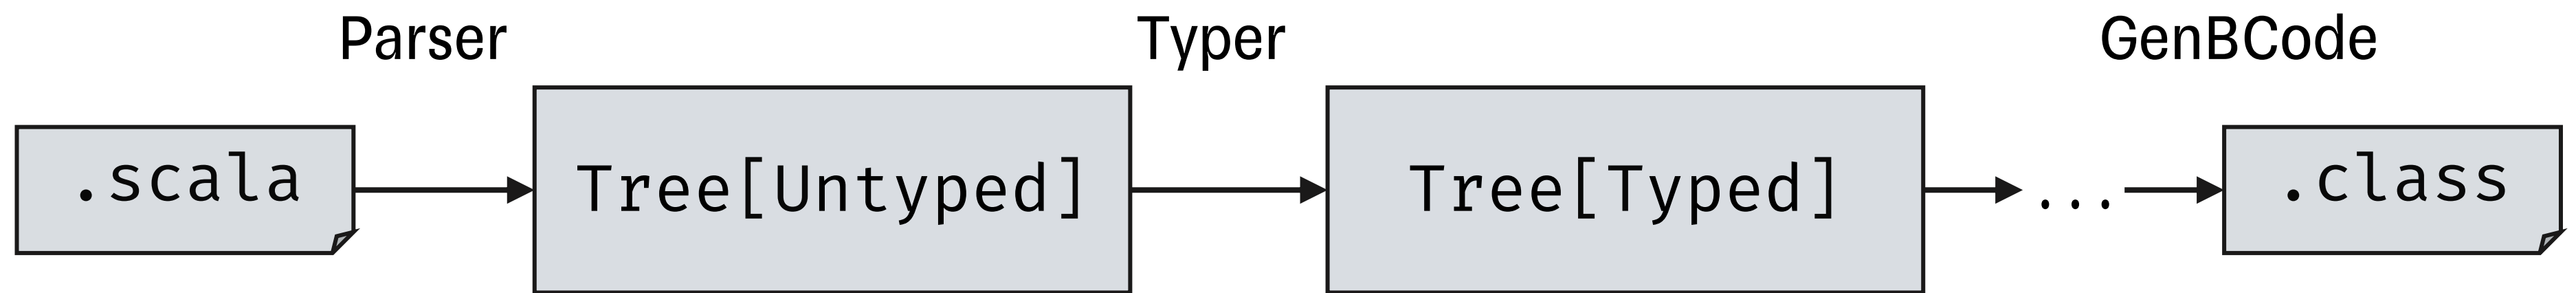 Parser
Typer
GenBCode
.scala
Tree[Untyped]
Tree[Typed]
...
.class